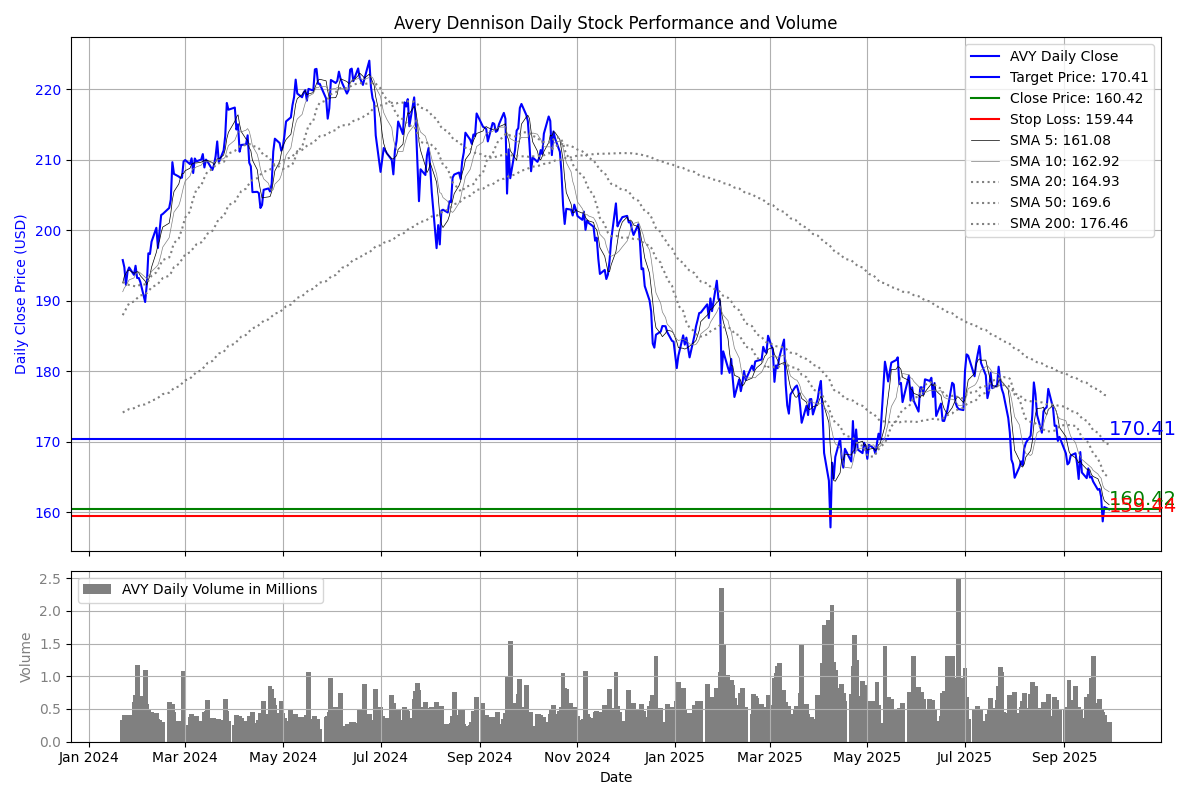 Avery Dennison Daily Stock Performance and Volume
AVY Daily Close
Target Price: 170.41
Close Price: 160.42
Stop Loss: 159.44
SMA 5: 161.08
SMA 10: 162.92
SMA 20: 164.93
SMA 50: 169.6
SMA 200: 176.46
Daily Close Price (USD)
220
210
200
190
180
170
160
170.41
160.42
159.44
AVY Daily Volume in Millions
Volume
2.5
2.0
1.5
1.0
0.5
0.0
Jan 2024 Mar 2024 May 2024 Jul 2024 Sep 2024 Nov 2024 Jan 2025 Mar 2025 May 2025 Jul 2025 Sep 2025
Date